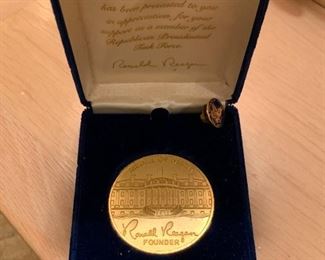 has been presented to you
in appreciation for your
support as a member of the
Republican Presidential
Task Force.
Ronald Reagan
Ronald Reagan
FOUNDER